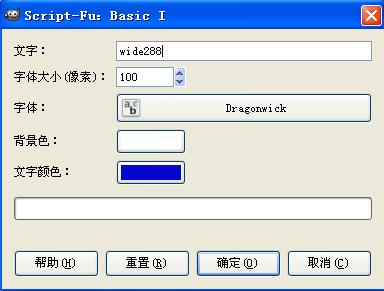 Script-Fu: Basic I
文字： wide288
字体大小(像素)： 100
字体： abc Dragonwick
背景色：
文字颜色：
帮助(H) 重置(R) 确定(O) 取消(C)